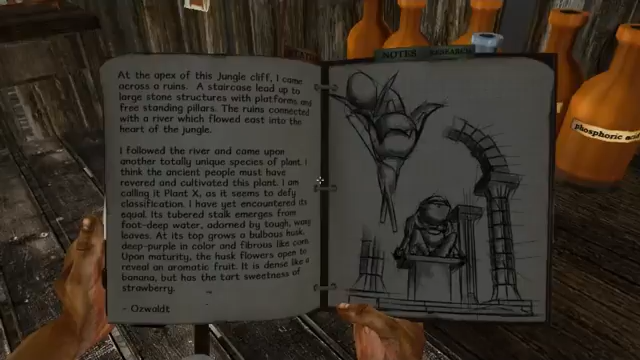 NOTES RESEARCH
At the apex of this Jungle cliff, I came
across a ruins. A staircase lead up to
large stone structures with platforms and
free standing pillars. The ruins connected
with a river which flowed east into the
heart of the jungle.
I followed the river and came upon
another totally unique species of plant. I
think the ancient people must have
revered and cultivated this plant. I am
calling it Plant X, as it seems to defy
classification. I have yet encountered its
equal. Its tubered stalk emerges from
foot-deep water, adorned by tough, waxy
leaves. At its top grows a bulbous husk,
deep-purple in color and fibrous like corn.
Upon maturity, the husk flowers open to
reveal an aromatic fruit. It is dense like a
banana, but has the tart sweetness of
strawberry.
- Ozwaldt
phosphoric